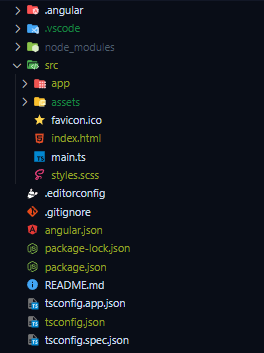 .angular
.vscode
node_modules
src
app
assets
favicon.ico
index.html
main.ts
styles.scss
.editorconfig
.gitignore
angular.json
package-lock.json
package.json
README.md
tsconfig.app.json
tsconfig.json
tsconfig.spec.json